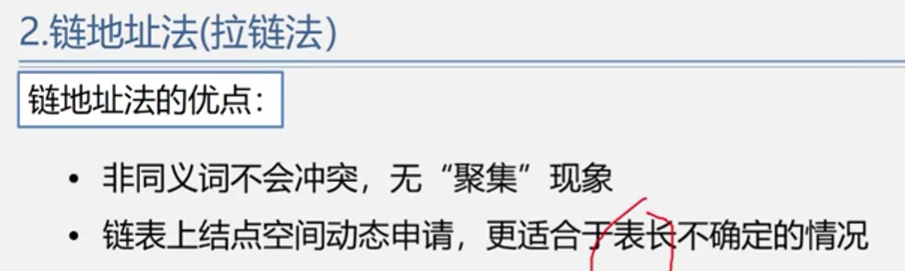 2.链地址法(拉链法）
链地址法的优点：
• 非同义词不会冲突，无“聚集”现象
• 链表上结点空间动态申请，更适合于表长不确定的情况